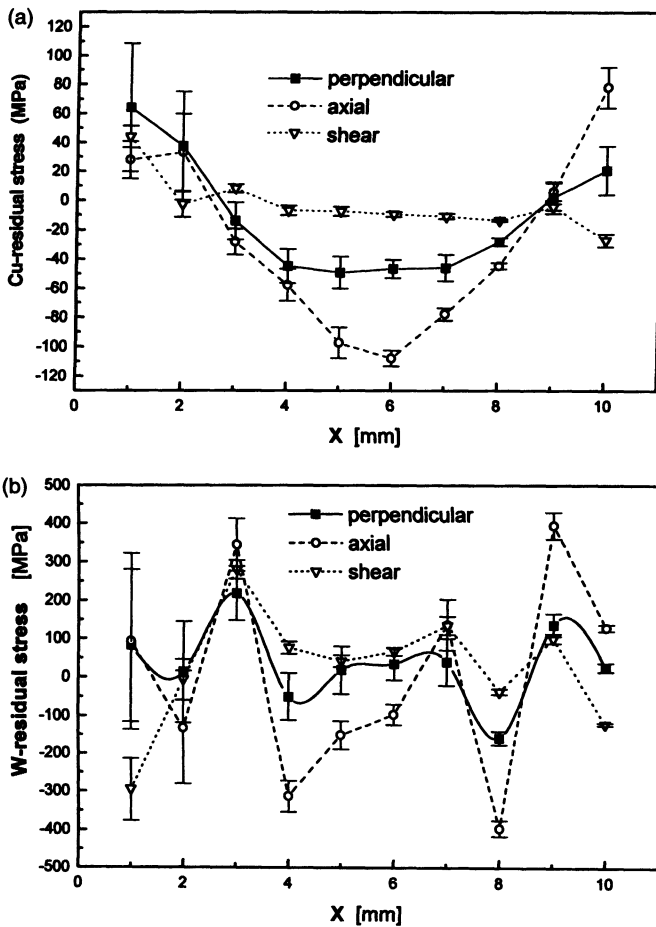 (a)
Cu-residual stress (MPa)
120
100
80
60
40
20
0
-20
-40
-60
-80
-100
-120
perpendicular
axial
shear
0 2 4 6 8 10
X [mm]
(b)
W-residual stress [MPa]
500
400
300
200
100
0
-100
-200
-300
-400
-500
perpendicular
axial
shear
0 2 4 6 8 10
X [mm]